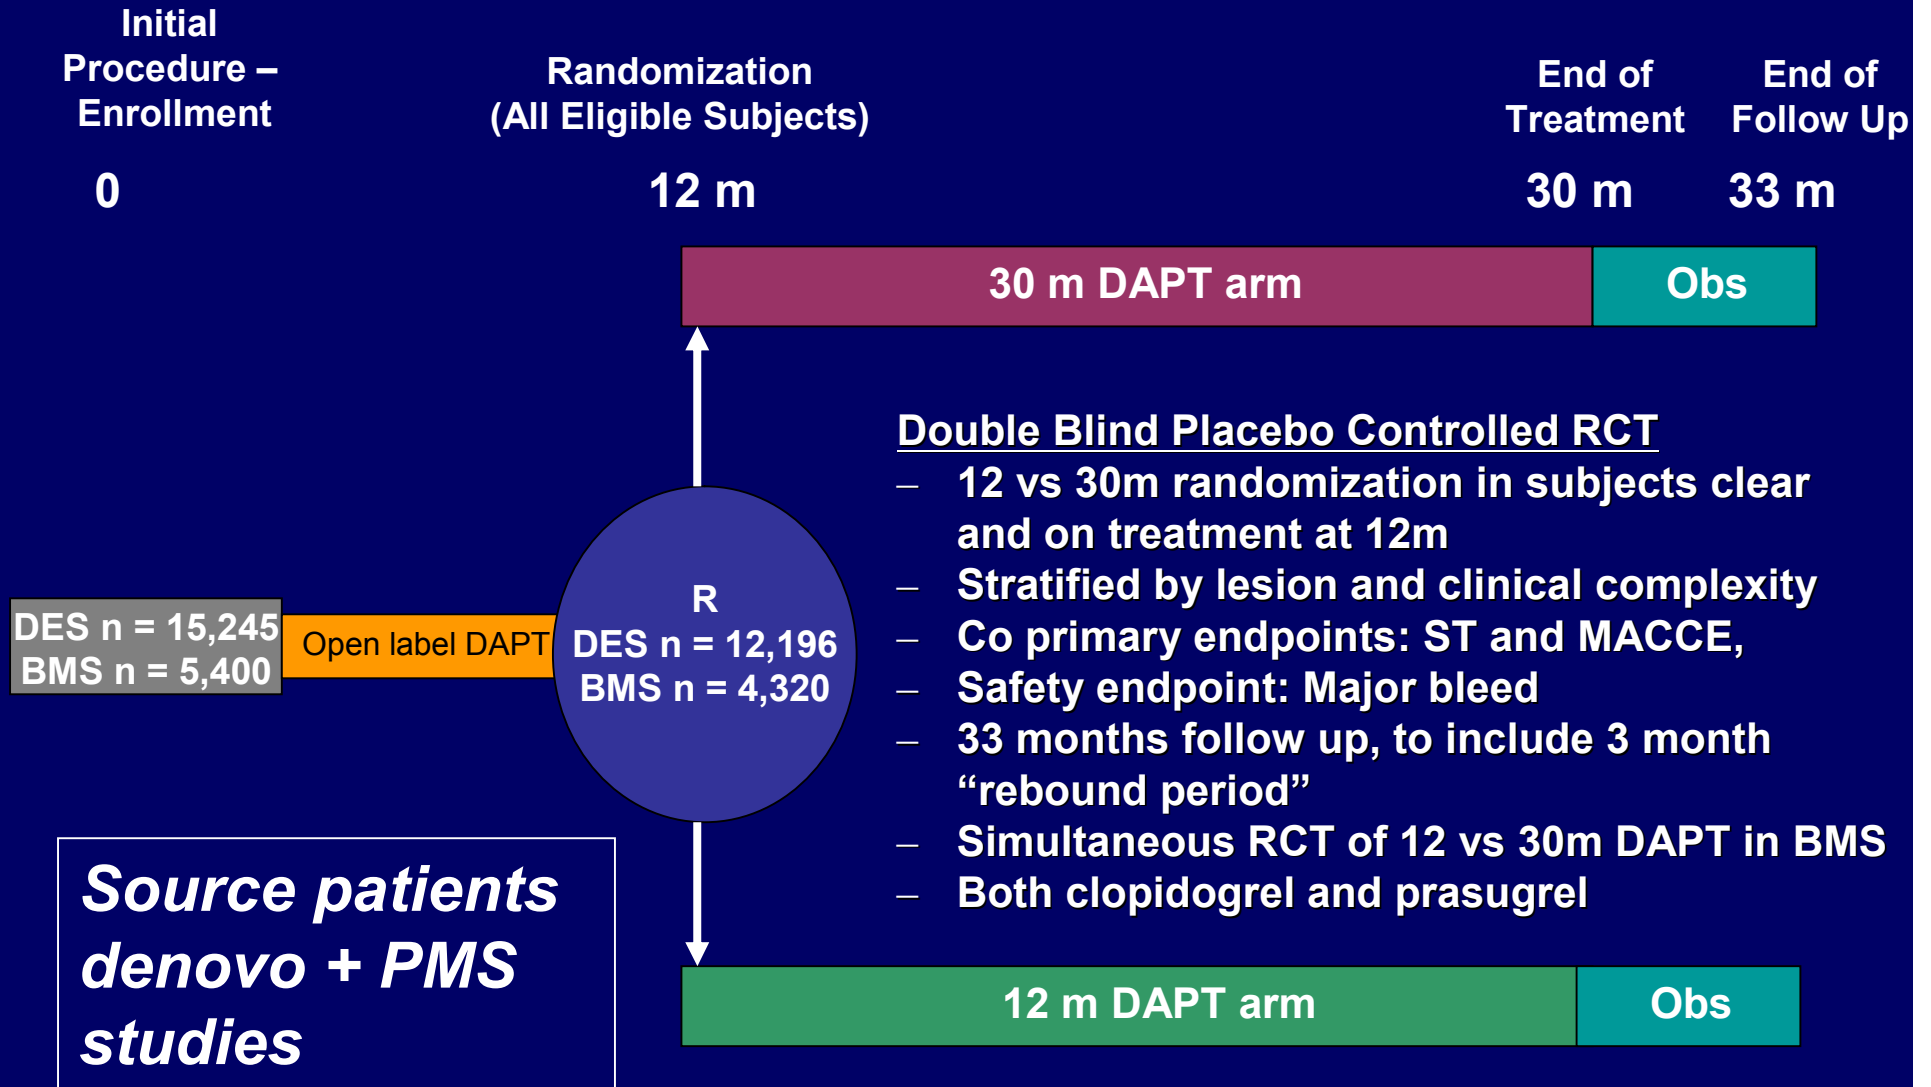 Initial
Procedure –
Enrollment
Randomization
(All Eligible Subjects)
End of
Treatment
End of
Follow Up
0
12 m
30 m
33 m
30 m DAPT arm
Obs
Double Blind Placebo Controlled RCT
– 12 vs 30m randomization in subjects clear
and on treatment at 12m
– Stratified by lesion and clinical complexity
– Co primary endpoints: ST and MACCE,
– Safety endpoint: Major bleed
– 33 months follow up, to include 3 month
“rebound period”
– Simultaneous RCT of 12 vs 30m DAPT in BMS
– Both clopidogrel and prasugrel
DES n = 15,245
BMS n = 5,400
Open label DAPT
R
DES n = 12,196
BMS n = 4,320
Source patients
denovo + PMS
studies
12 m DAPT arm
Obs